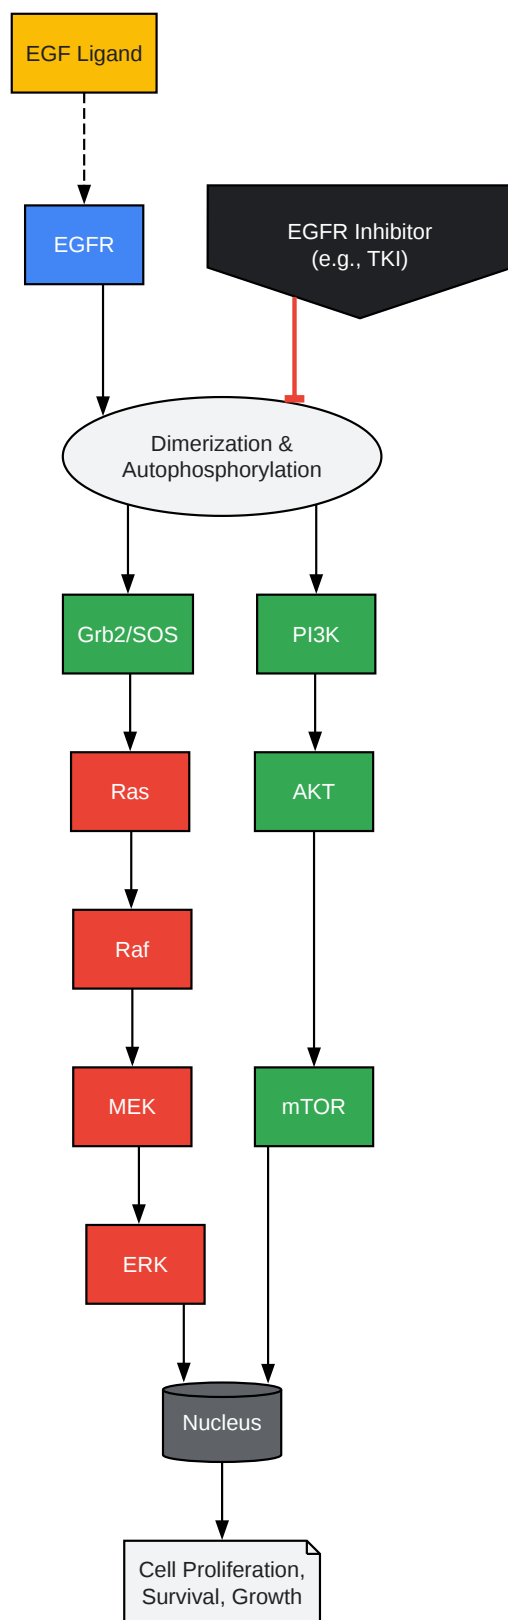 EGF Ligand
EGFR
EGFR Inhibitor
(e.g., TKI)
Dimerization &
Autophosphorylation
Grb2/SOS
PI3K
Ras
AKT
Raf
MEK
mTOR
ERK
Nucleus
Cell Proliferation,
Survival, Growth